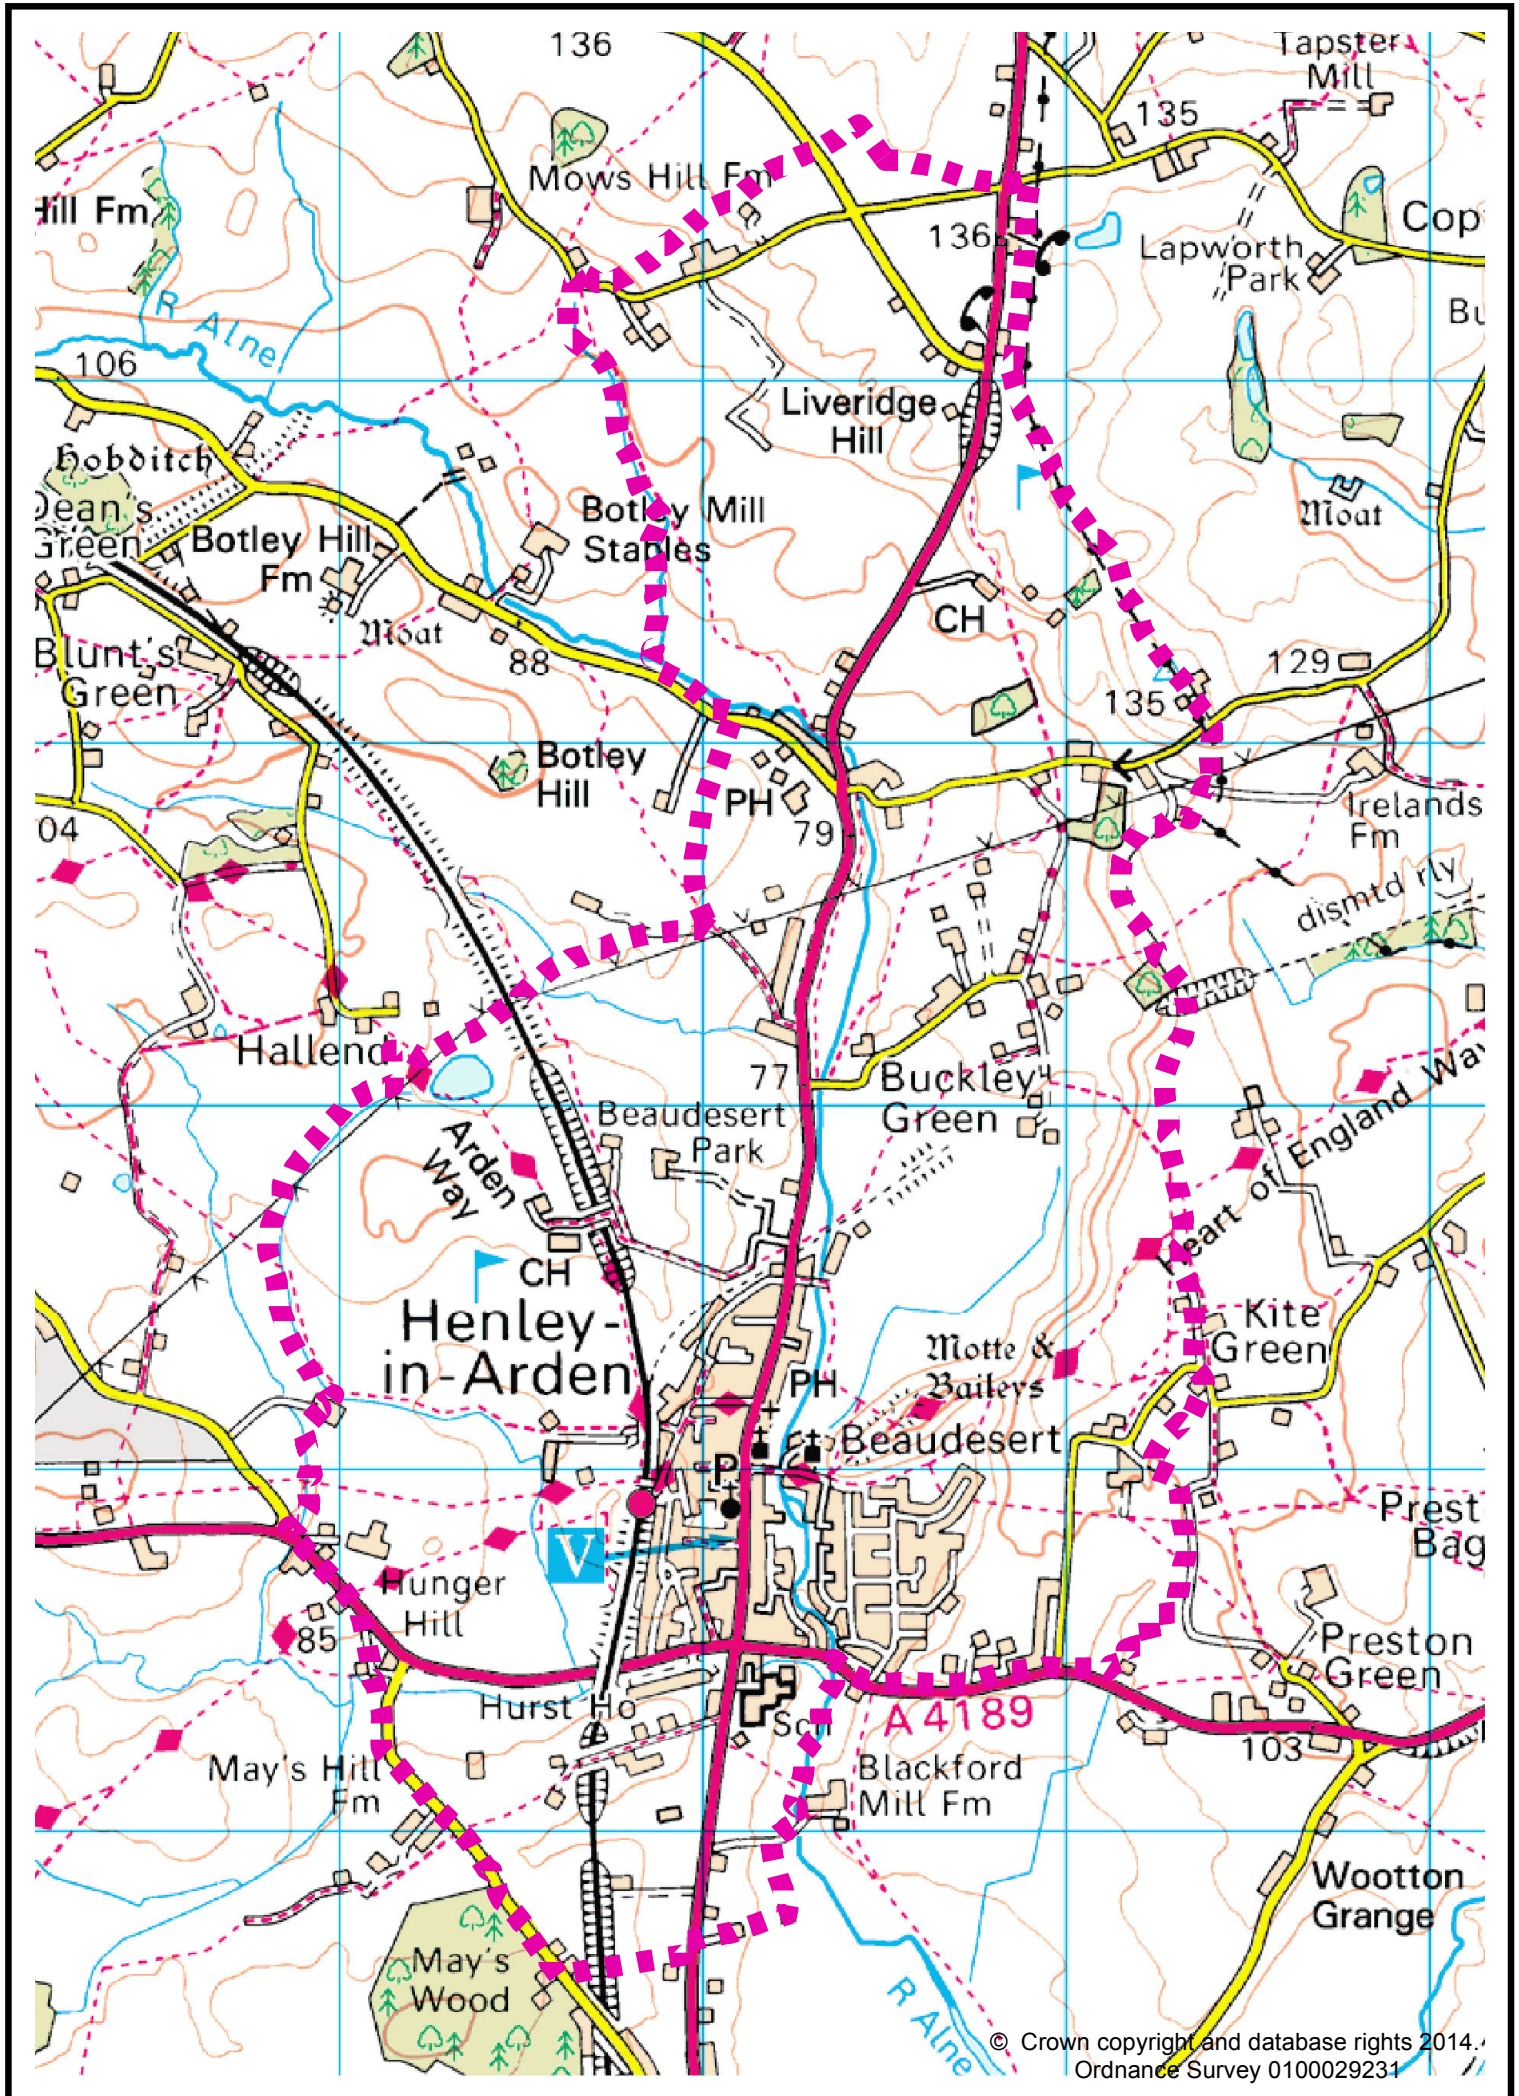 136
Tapster
Mill
135
Mows Hill Fm
Hill Fm
136
Lapworth
Park
R Alne
106
Liveridge
Hill
Hobditch
Dean's
Green
Botley Mill
Stables
Moat
Botley Hill
Fm
CH
Moat
Blunt's
Green
88
129
135
Botley
Hill
PH
79
04
Irelands
Fm
dismtd rly
Hallend
77
Buckley
Green
Beaudesert
Park
Arden
Way
Heart of England Way
CH
Henley-
in-Arden
Kite
Green
Motte &
Baileys
PH
Beaudesert
P
Prest
Bag
V
Hunger
Hill
85
Preston
Green
Hurst Ho
Sch
A 4189
103
May's Hill
Fm
Blackford
Mill Fm
Wootton
Grange
May's
Wood
R Alne
© Crown copyright and database rights 2014.
Ordnance Survey 0100029231